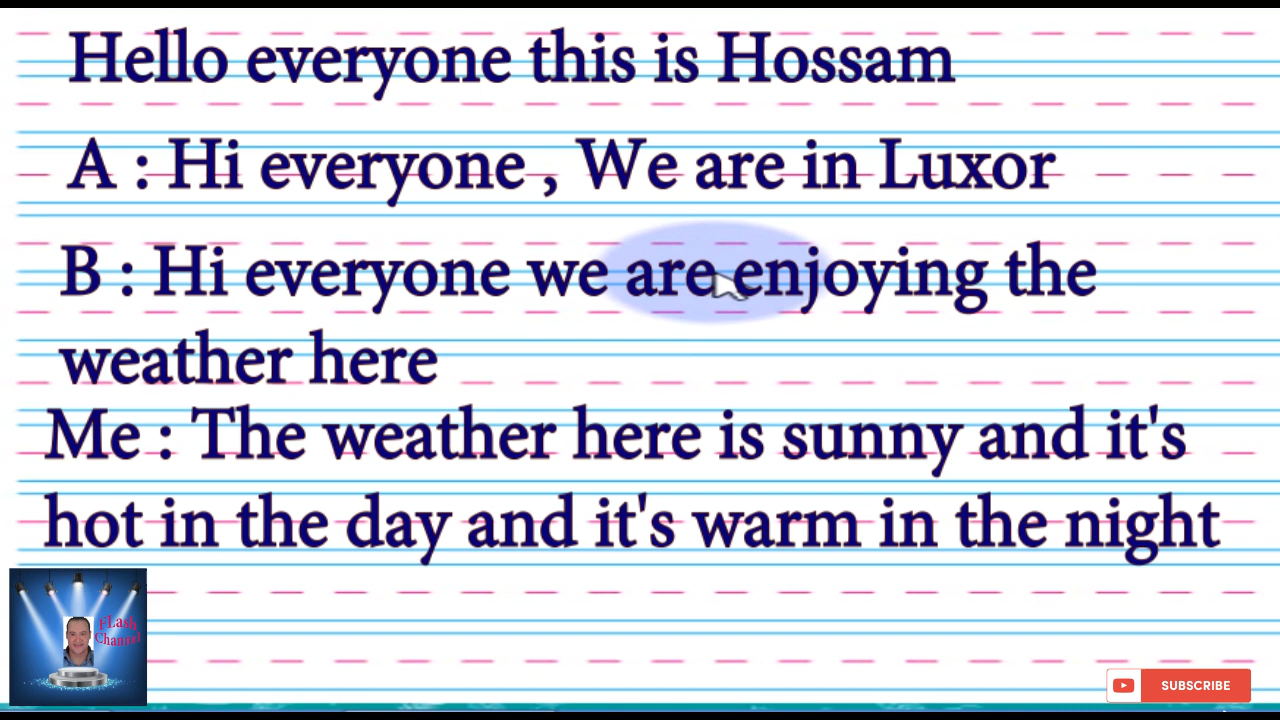 Hello everyone this is Hossam
A : Hi everyone , We are in Luxor
B : Hi everyone we are enjoying the
weather here
Me : The weather here is sunny and it's
hot in the day and it's warm in the night
FLash
Channel
SUBSCRIBE